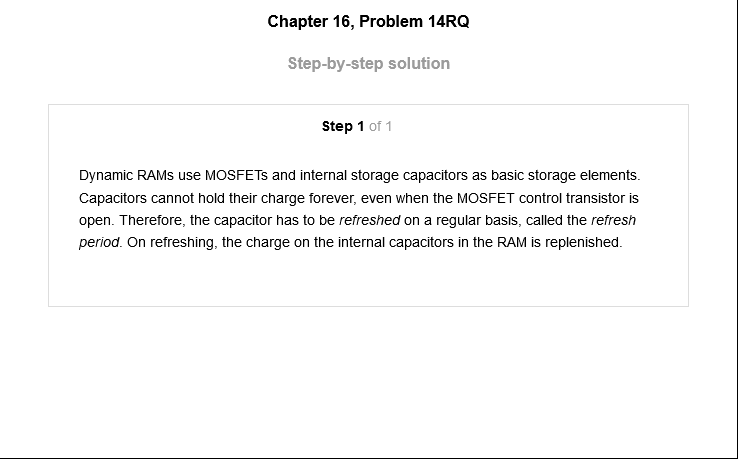 Chapter 16, Problem 14RQ
Step-by-step solution
Step 1 of 1
Dynamic RAMs use MOSFETs and internal storage capacitors as basic storage elements.
Capacitors cannot hold their charge forever, even when the MOSFET control transistor is
open. Therefore, the capacitor has to be refreshed on a regular basis, called the refresh
period. On refreshing, the charge on the internal capacitors in the RAM is replenished.